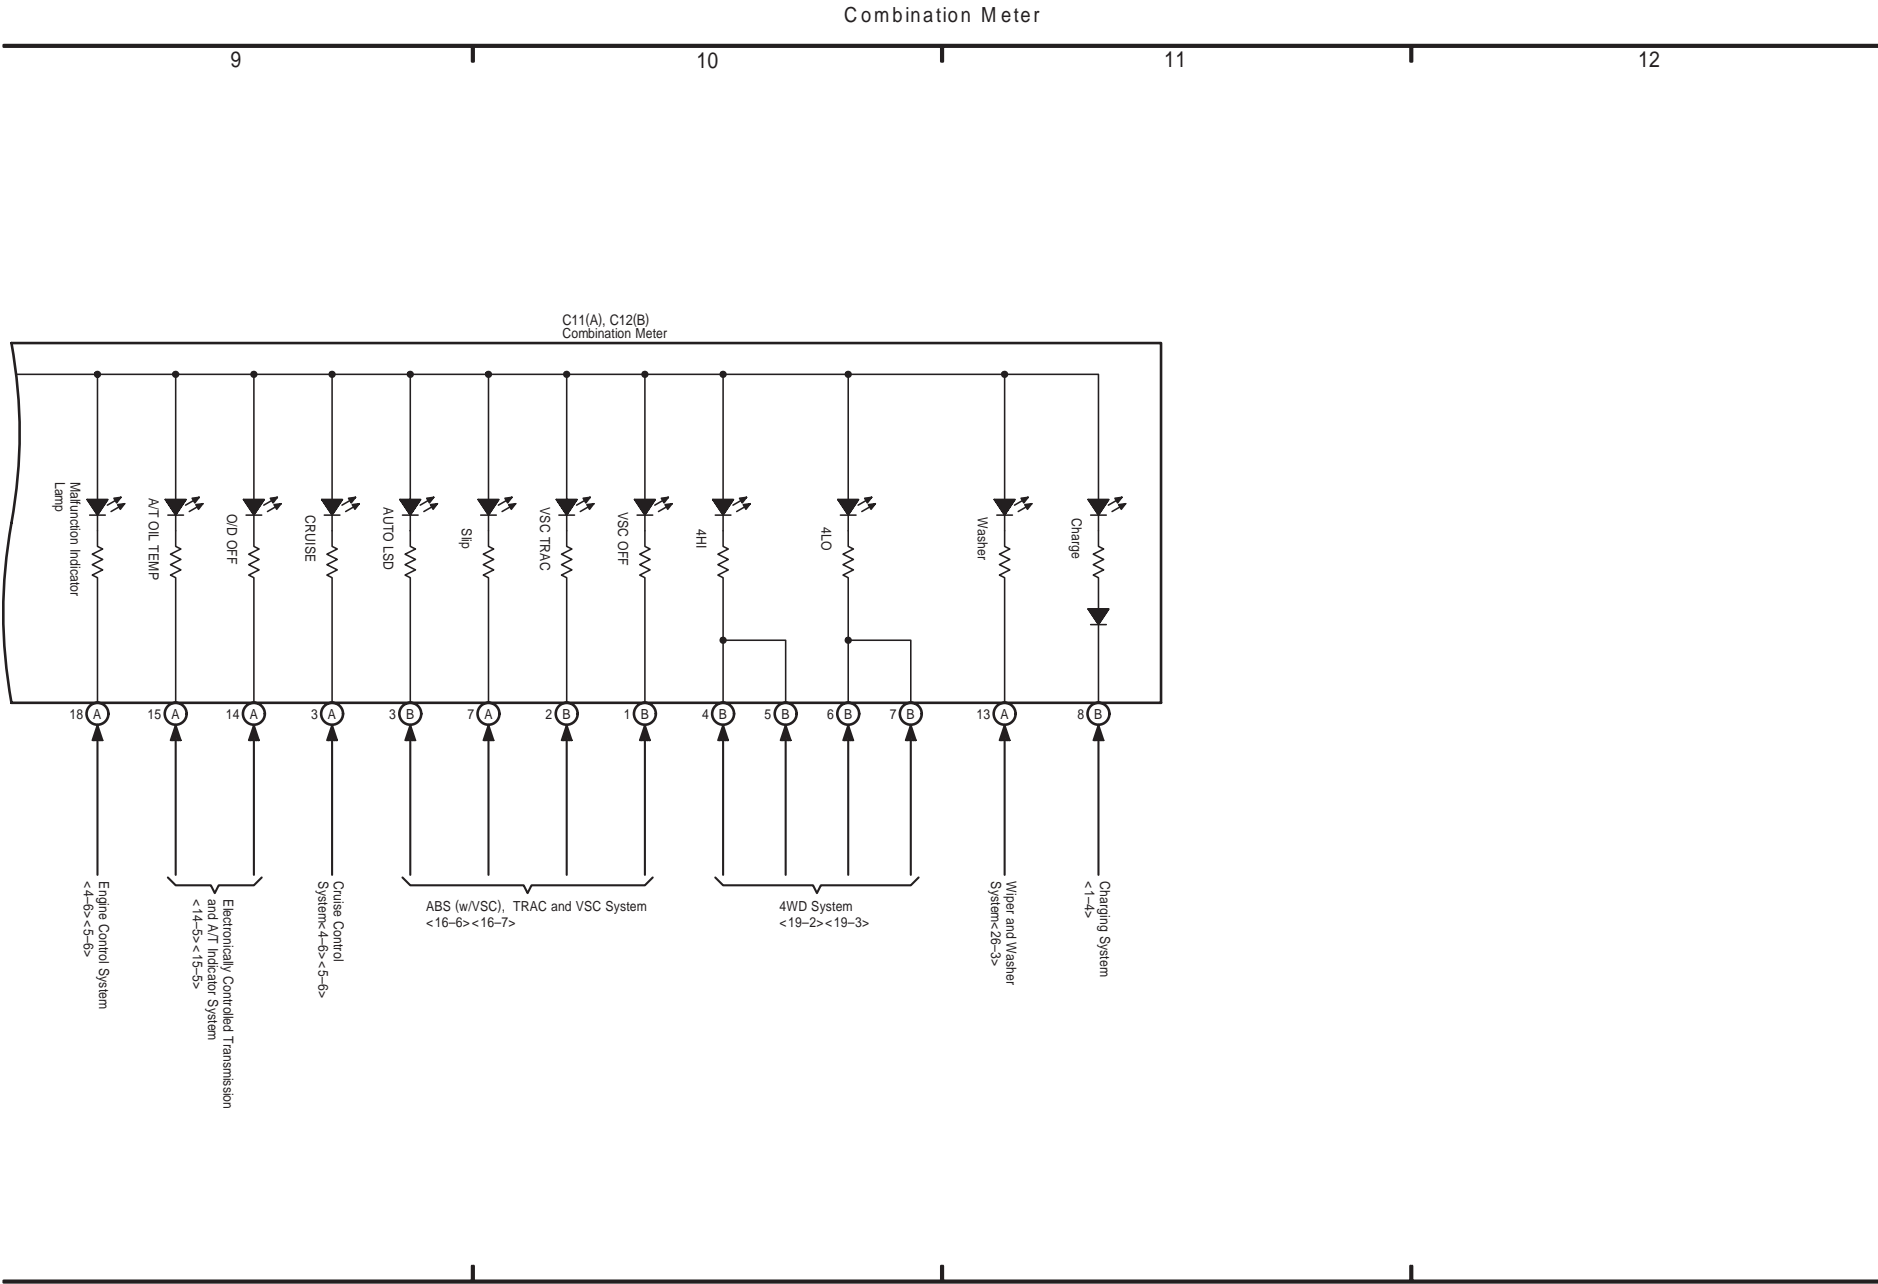 Combination Meter
9
10
11
12
C11(A), C12(B)
Combination Meter
Malfunction Indicator
Lamp
A/T OIL TEMP
O/D OFF
CRUISE
AUTO LSD
Slip
VSC TRAC
VSC OFF
4HI
4LO
Washer
Charge
18 A
15 A
14 A
3 A
3 B
7 A
2 B
1 B
4 B
5 B
6 B
7 B
13 A
8 B
Engine Control System
<4–6><5–6>
Electronically Controlled Transmission
and A/T Indicator System
<14–5><15–5>
Cruise Control
System<4–6><5–6>
ABS (w/VSC), TRAC and VSC System
<16–6><16–7>
4WD System
<19–2><19–3>
Wiper and Washer
System<26–3>
Charging System
<1–4>